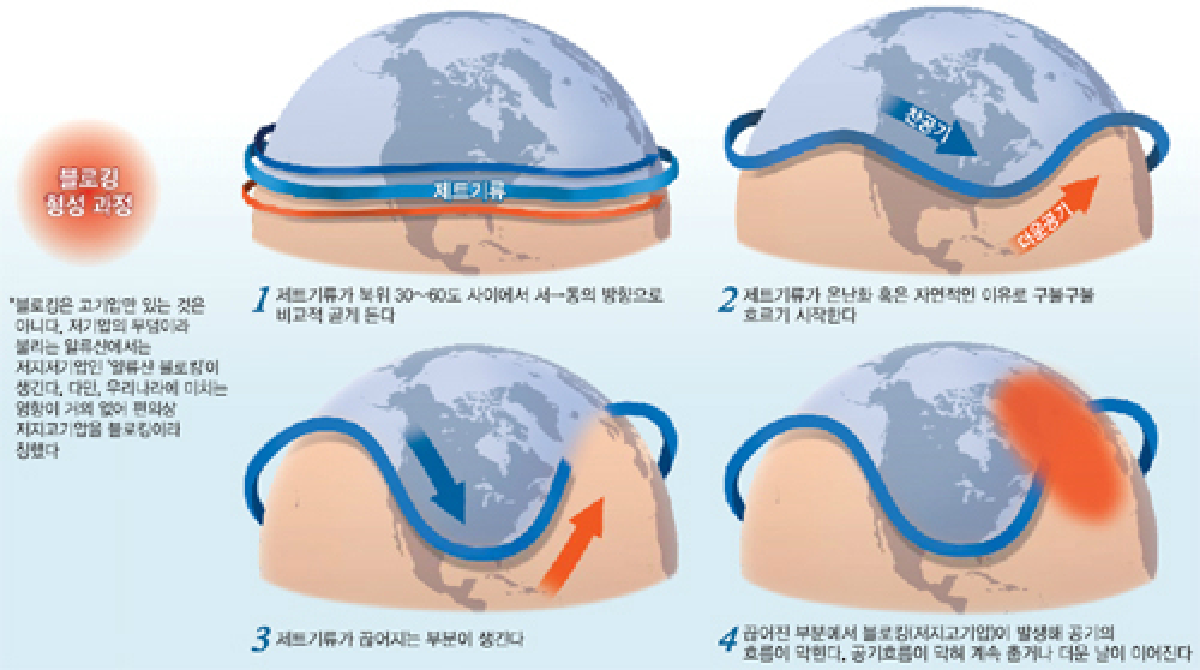 블로킹
형성 과정
*블로킹은 고기압만 있는 것은
아니다. 저기압의 무덤이라
불리는 알류샨에서는
저지저기압인 '알류샨 블로킹'이
생긴다. 다만, 우리나라에 미치는
영향이 거의 없어 편의상
저지고기압을 블로킹이라
칭했다
제트기류
1 제트기류가 북위 30~60도 사이에서 서→동의 방향으로
비교적 곧게 돈다
찬공기
더운공기
2 제트기류가 온난화 혹은 자연적인 이유로 구불구불
흐르기 시작한다
3 제트기류가 끊어지는 부분이 생긴다
4 끊어진 부분에서 블로킹(저지고기압)이 발생해 공기의
흐름이 막힌다. 공기흐름이 막혀 계속 춥거나 더운 날이 이어진다